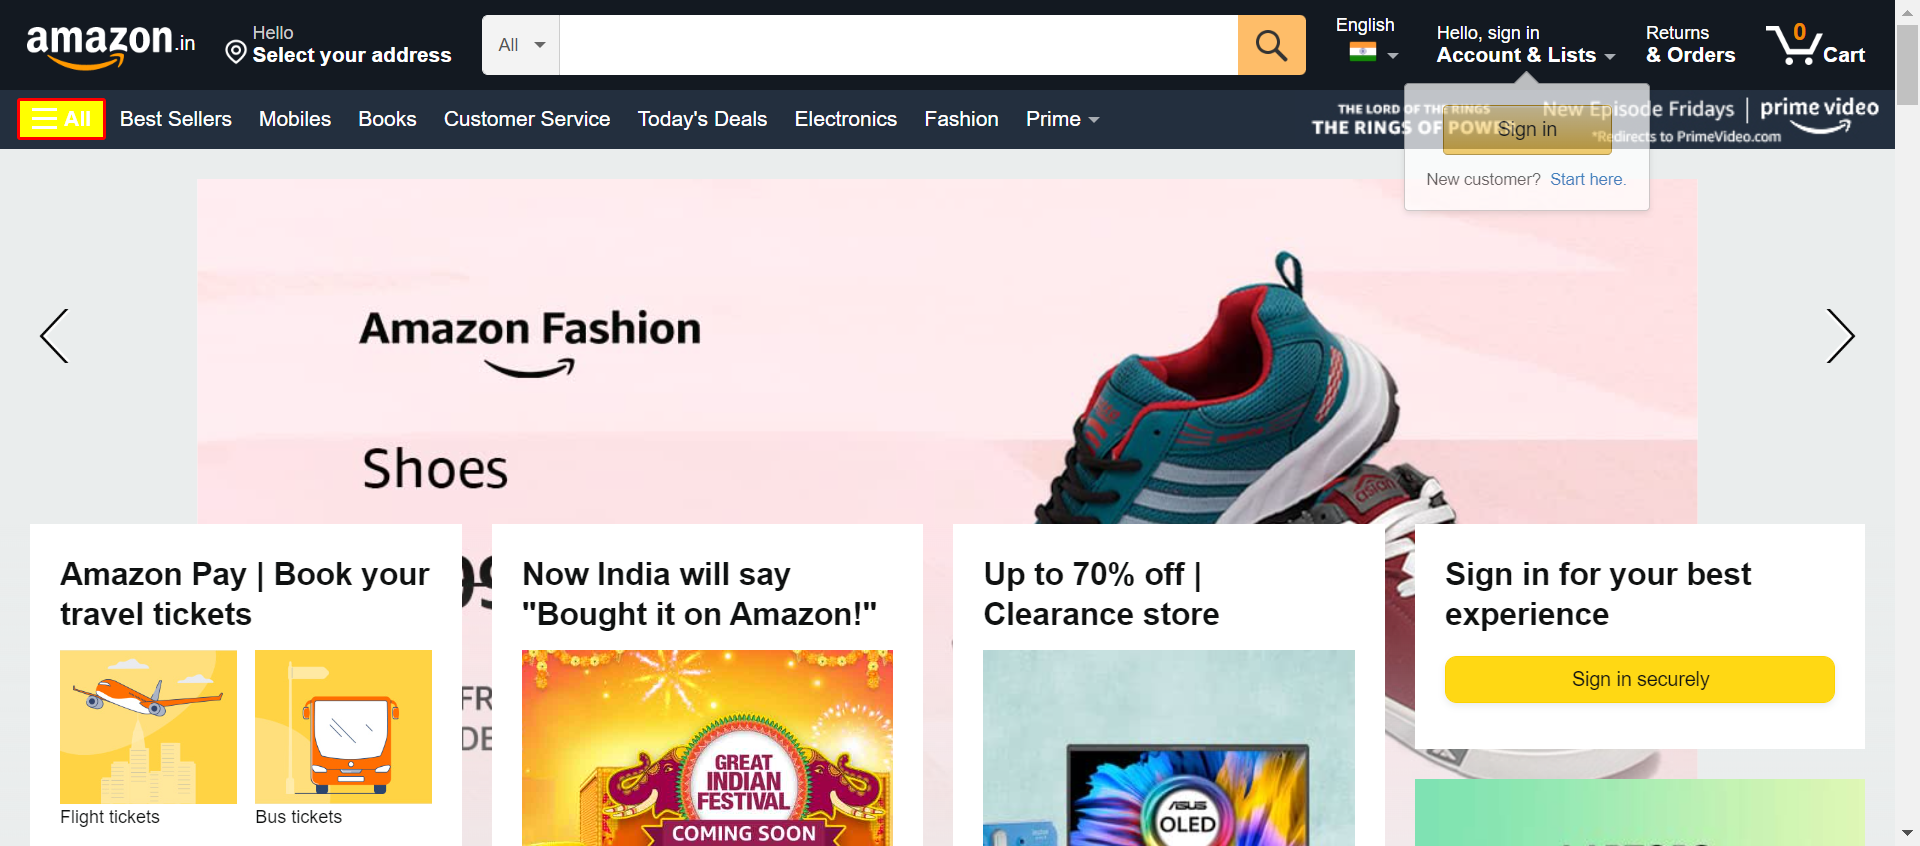 amazon.in
Hello
Select your address
All
English
Hello, sign in
Account & Lists
Returns
& Orders
0
Cart
All
Best Sellers
Mobiles
Books
Customer Service
Today's Deals
Electronics
Fashion
Prime
THE LORD OF THE RINGS
THE RINGS OF POWER
New Episode Fridays
prime video
*Redirects to PrimeVideo.com
Sign in
New customer? Start here.
Amazon Fashion
Shoes
asian
Amazon Pay | Book your
travel tickets
Flight tickets
Bus tickets
Now India will say
"Bought it on Amazon!"
GREAT
INDIAN
FESTIVAL
COMING SOON
Up to 70% off |
Clearance store
ASUS
OLED
Sign in for your best
experience
Sign in securely